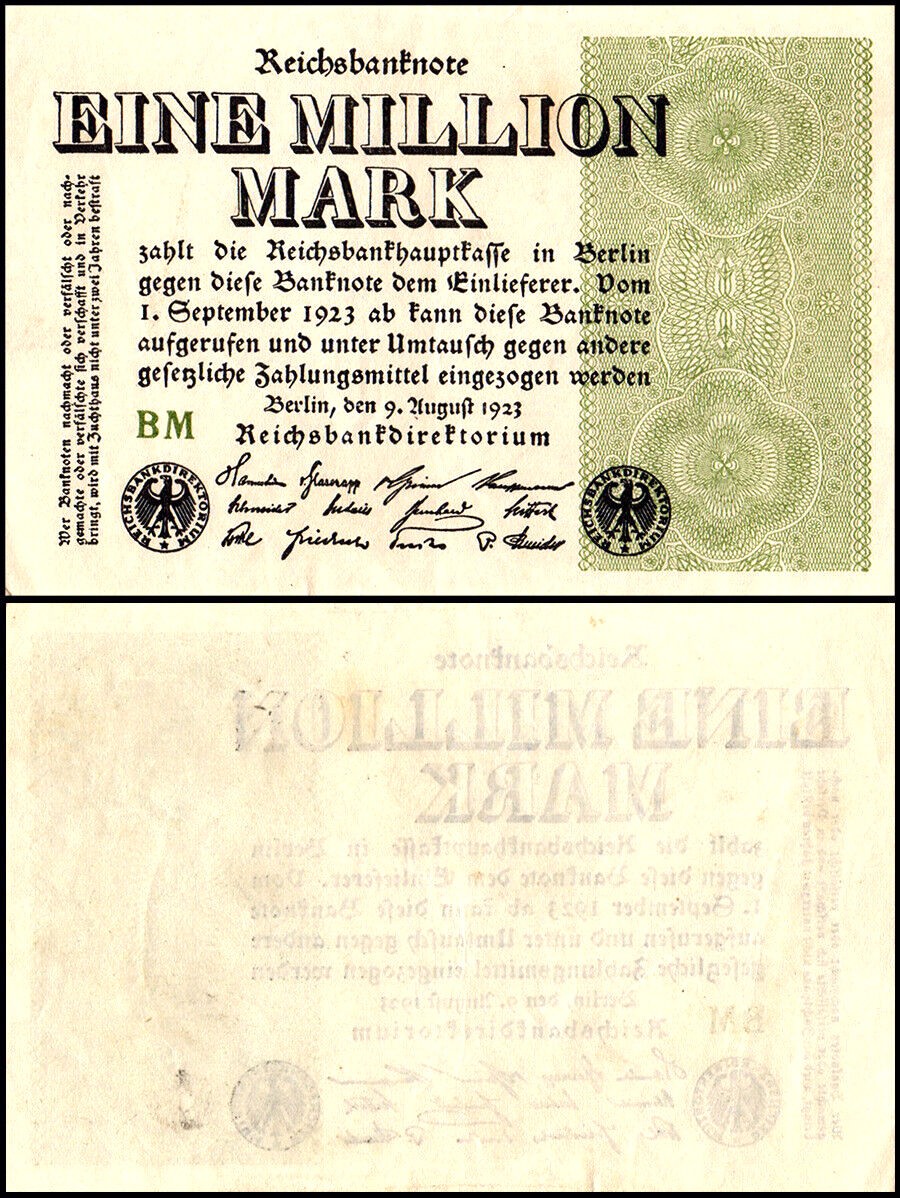 Reichsbanknote
EINE MILLION
MARK
zahlt die Reichsbankhauptkasse in Berlin
gegen diese Banknote dem Einlieferer. Vom
1. September 1923 ab kann diese Banknote
aufgerufen und unter Umtausch gegen andere
gesetzliche Zahlungsmittel eingezogen werden
Berlin, den 9. August 1923
Reichsbankdirektorium
BM
REICHSBANKDIREKTORIUM
REICHSBANKDIREKTORIUM
Wer Banknoten nachmacht oder verfälscht oder nach-
gemachte oder verfälschte sich verschafft und in Verkehr
bringt, wird mit Zuchthaus nicht unter zwei Jahren bestraft